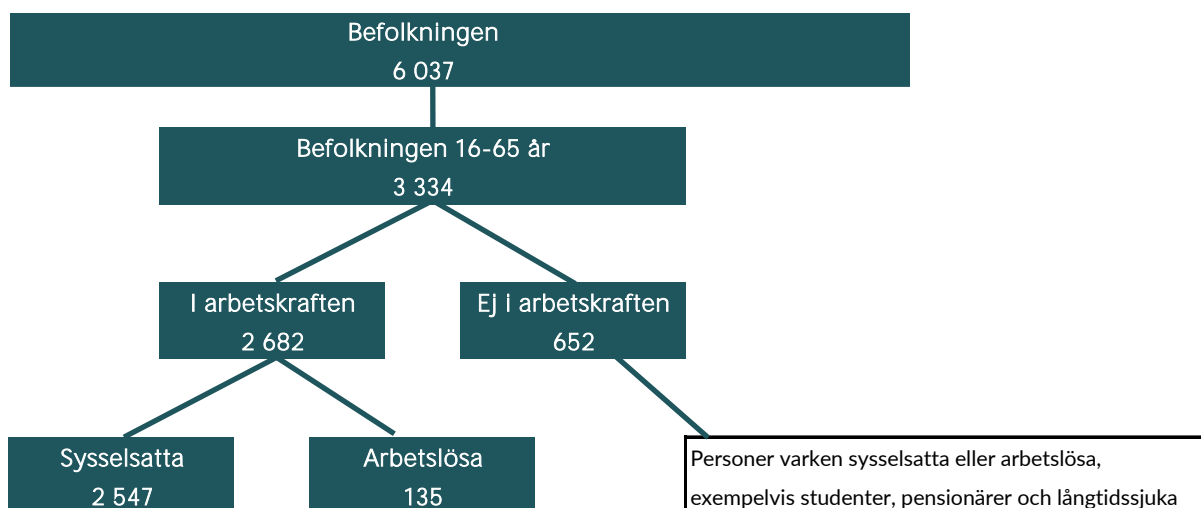 Befolkningen
6 037
Befolkningen 16-65 år
3 334
I arbetskraften
2 682
Ej i arbetskraften
652
Sysselsatta
2 547
Arbetslösa
135
Personer varken sysselsatta eller arbetslösa,
exempelvis studenter, pensionärer och långtidssjuka